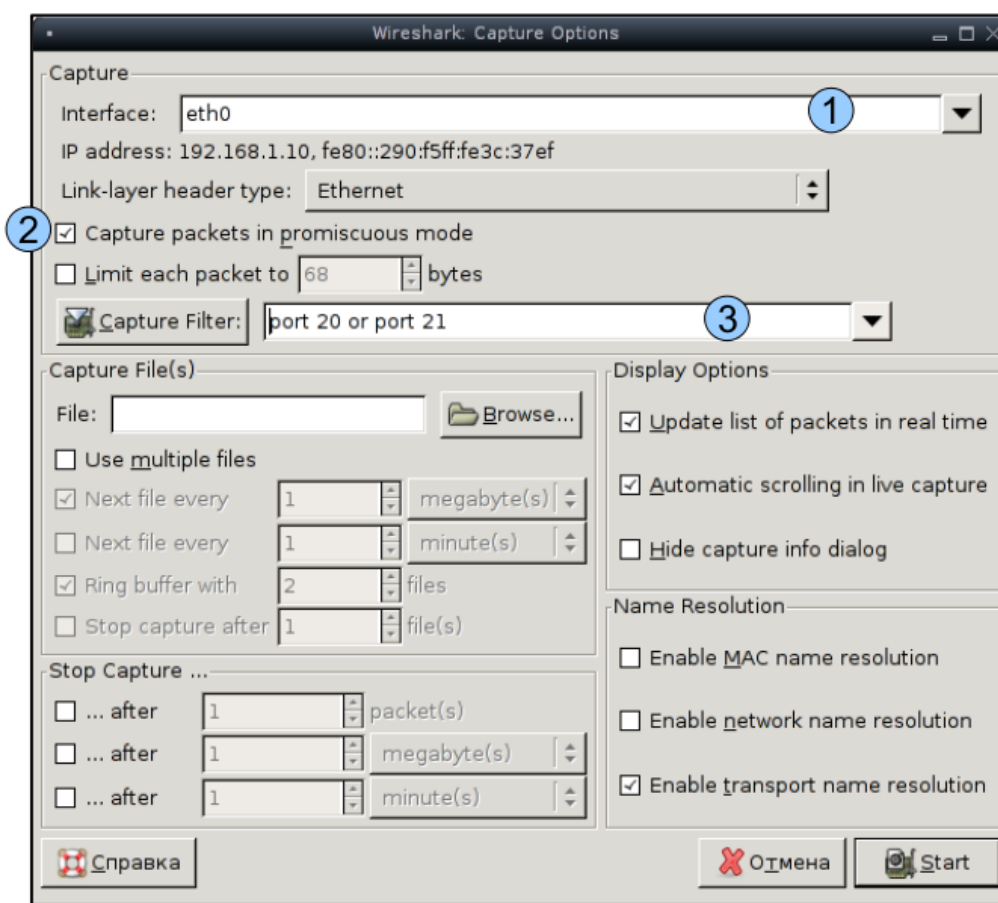 Wireshark: Capture Options
Capture
Interface: eth0 1
IP address: 192.168.1.10, fe80::290:f5ff:fe3c:37ef
Link-layer header type: Ethernet
2 Capture packets in promiscuous mode
Limit each packet to 68 bytes
Capture Filter: port 20 or port 21 3
Capture File(s)
File: Browse...
Use multiple files
Next file every 1 megabyte(s)
Next file every 1 minute(s)
Ring buffer with 2 files
Stop capture after 1 file(s)
Stop Capture ...
... after 1 packet(s)
... after 1 megabyte(s)
... after 1 minute(s)
Display Options
Update list of packets in real time
Automatic scrolling in live capture
Hide capture info dialog
Name Resolution
Enable MAC name resolution
Enable network name resolution
Enable transport name resolution
Справка Отмена Start